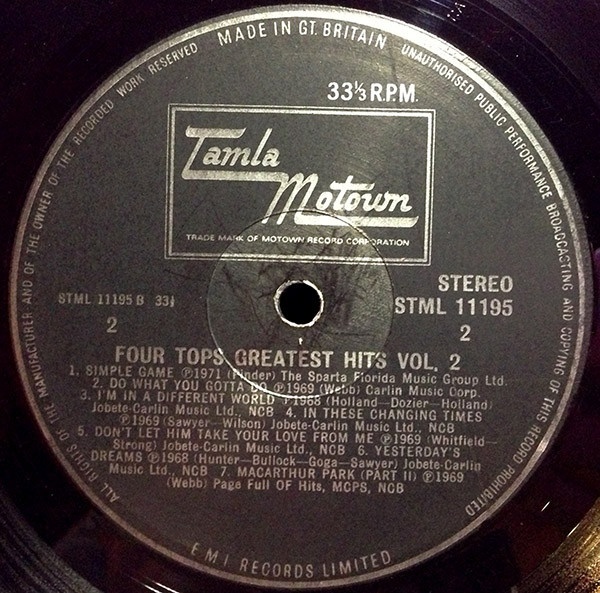 MADE IN GT. BRITAIN
UNAUTHORISED PUBLIC PERFORMANCE BROADCASTING AND COPYING OF THIS RECORD PROHIBITED
ALL RIGHTS OF THE MANUFACTURER AND OF THE OWNER OF THE RECORDED WORK RESERVED
33⅓ R.P.M.
Tamla
Motown
TRADE MARK OF MOTOWN RECORD CORPORATION
STML 11195 B 33⅓
2
STEREO
STML 11195
2
FOUR TOPS GREATEST HITS VOL. 2
1. SIMPLE GAME ℗1971 (Pinder) The Sparta Florida Music Group Ltd.
2. DO WHAT YOU GOTTA DO ℗1969 (Webb) Carlin Music Corp.
3. I'M IN A DIFFERENT WORLD ℗1968 (Holland–Dozier–Holland)
Jobete-Carlin Music Ltd., NCB 4. IN THESE CHANGING TIMES
℗1969 (Sawyer–Wilson) Jobete-Carlin Music Ltd., NCB
5. DON'T LET HIM TAKE YOUR LOVE FROM ME ℗1969 (Whitfield–
Strong) Jobete-Carlin Music Ltd., NCB 6. YESTERDAY'S
DREAMS ℗1968 (Hunter–Bullock–Goga–Sawyer) Jobete-Carlin
Music Ltd., NCB 7. MACARTHUR PARK (PART II) ℗1969
(Webb) Page Full Of Hits, MCPS, NCB
E M I RECORDS LIMITED